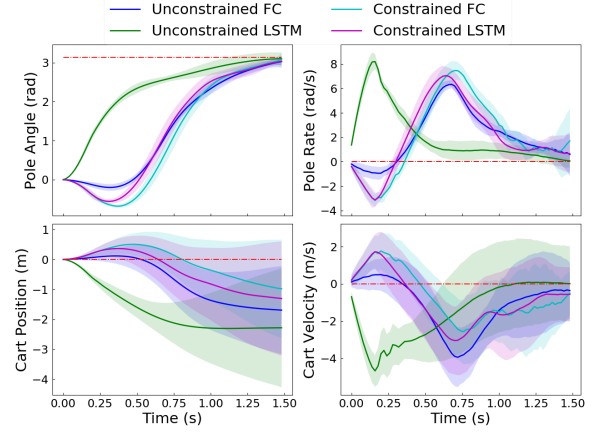 Unconstrained FC
Constrained FC
Unconstrained LSTM
Constrained LSTM
Pole Angle (rad)
3
2
1
0
Pole Rate (rad/s)
8
6
4
2
0
−2
−4
Cart Position (m)
1
0
−1
−2
−3
−4
0.00 0.25 0.50 0.75 1.00 1.25 1.50
Time (s)
Cart Velocity (m/s)
2
0
−2
−4
0.00 0.25 0.50 0.75 1.00 1.25 1.50
Time (s)